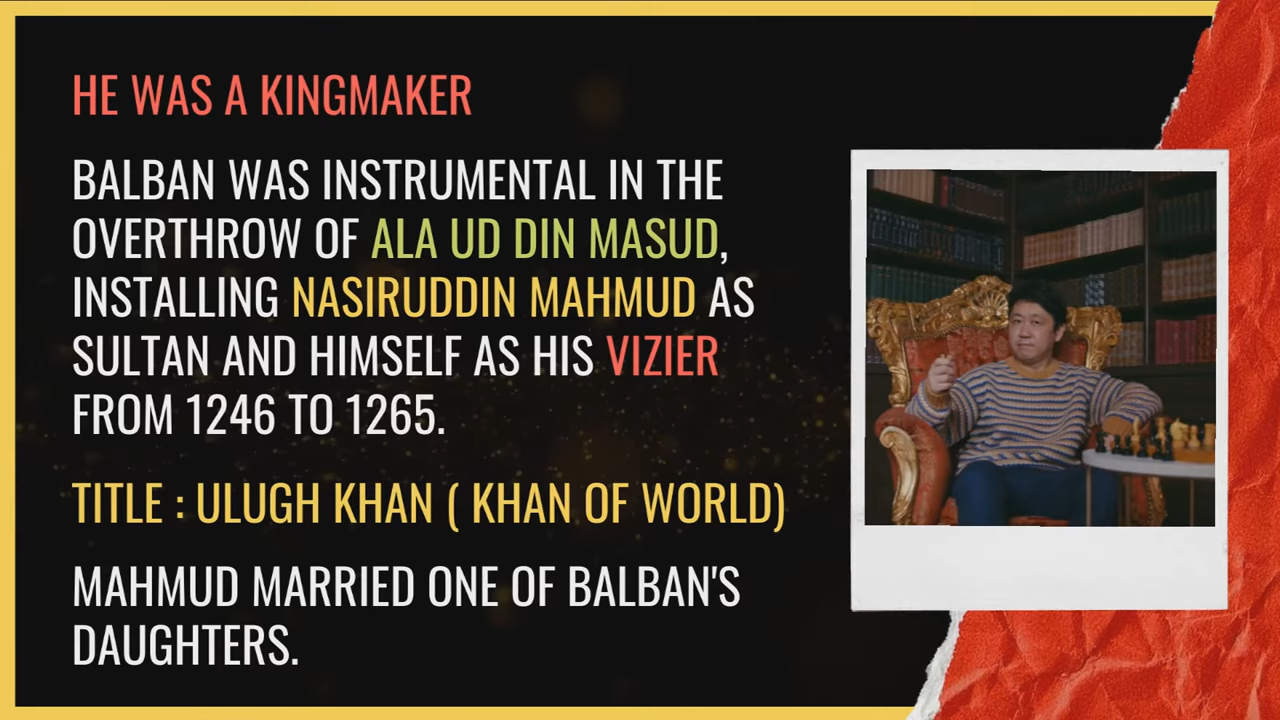 HE WAS A KINGMAKER
BALBAN WAS INSTRUMENTAL IN THE
OVERTHROW OF ALA UD DIN MASUD,
INSTALLING NASIRUDDIN MAHMUD AS
SULTAN AND HIMSELF AS HIS VIZIER
FROM 1246 TO 1265.
TITLE : ULUGH KHAN ( KHAN OF WORLD)
MAHMUD MARRIED ONE OF BALBAN'S
DAUGHTERS.